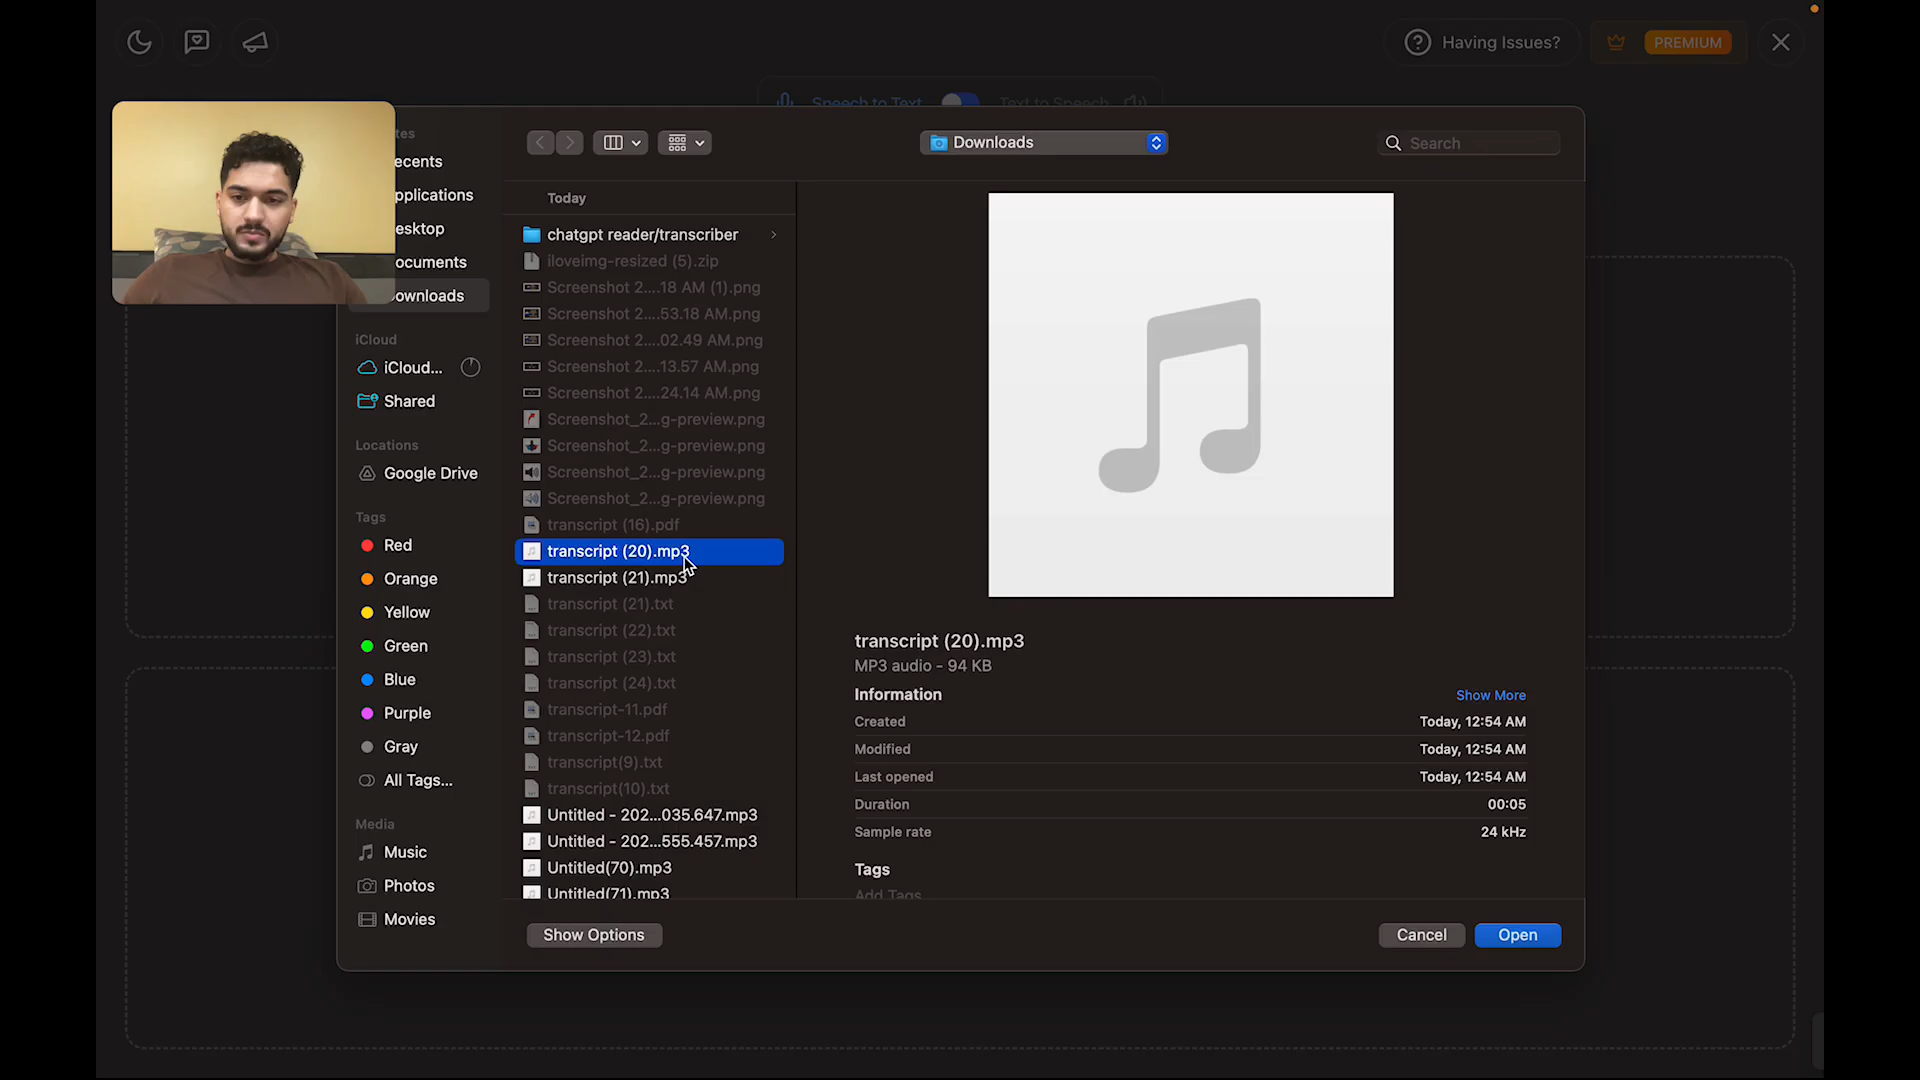 Having Issues?
PREMIUM
Speech to Text
Text to Speech
Downloads
Search
Today
chatgpt reader/transcriber
iloveimg-resized (5).zip
Screenshot 2....18 AM (1).png
Screenshot 2....53.18 AM.png
Screenshot 2....02.49 AM.png
Screenshot 2....13.57 AM.png
Screenshot 2....24.14 AM.png
Screenshot_2...g-preview.png
Screenshot_2...g-preview.png
Screenshot_2...g-preview.png
Screenshot_2...g-preview.png
transcript (16).pdf
transcript (20).mp3
transcript (21).mp3
transcript (21).txt
transcript (22).txt
transcript (23).txt
transcript (24).txt
transcript-11.pdf
transcript-12.pdf
transcript(9).txt
transcript(10).txt
Untitled - 202...035.647.mp3
Untitled - 202...555.457.mp3
Untitled(70).mp3
Untitled(71).mp3
tes
ecents
pplications
esktop
ocuments
ownloads
iCloud
iCloud...
Shared
Locations
Google Drive
Tags
Red
Orange
Yellow
Green
Blue
Purple
Gray
All Tags...
Media
Music
Photos
Movies
transcript (20).mp3
MP3 audio - 94 KB
Information
Show More
Created
Today, 12:54 AM
Modified
Today, 12:54 AM
Last opened
Today, 12:54 AM
Duration
00:05
Sample rate
24 kHz
Tags
Add Tags
Show Options
Cancel
Open